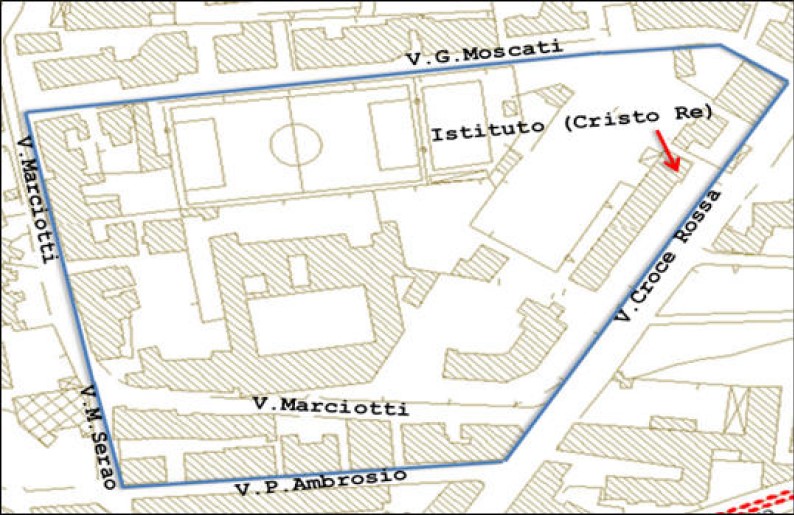 V.G.Moscati
Istituto (Cristo Re)
V.Marciotti
V.Croce Rossa
V.Marciotti
V.M.Serao
V.P.Ambrosio